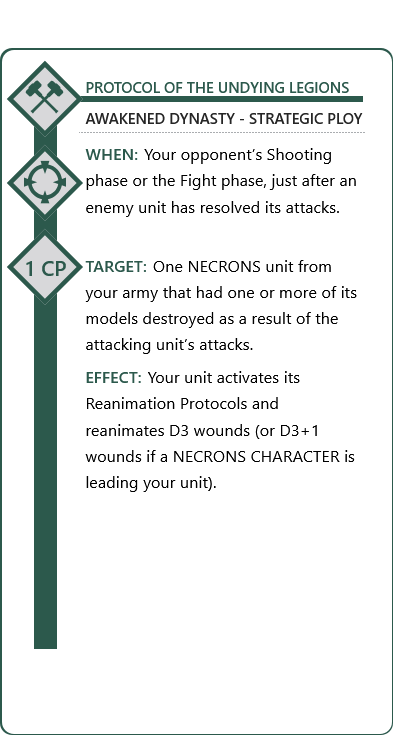 PROTOCOL OF THE UNDYING LEGIONS
AWAKENED DYNASTY - STRATEGIC PLOY
WHEN: Your opponent’s Shooting
phase or the Fight phase, just after an
enemy unit has resolved its attacks.
1 CP
TARGET: One NECRONS unit from
your army that had one or more of its
models destroyed as a result of the
attacking unit’s attacks.
EFFECT: Your unit activates its
Reanimation Protocols and
reanimates D3 wounds (or D3+1
wounds if a NECRONS CHARACTER is
leading your unit).